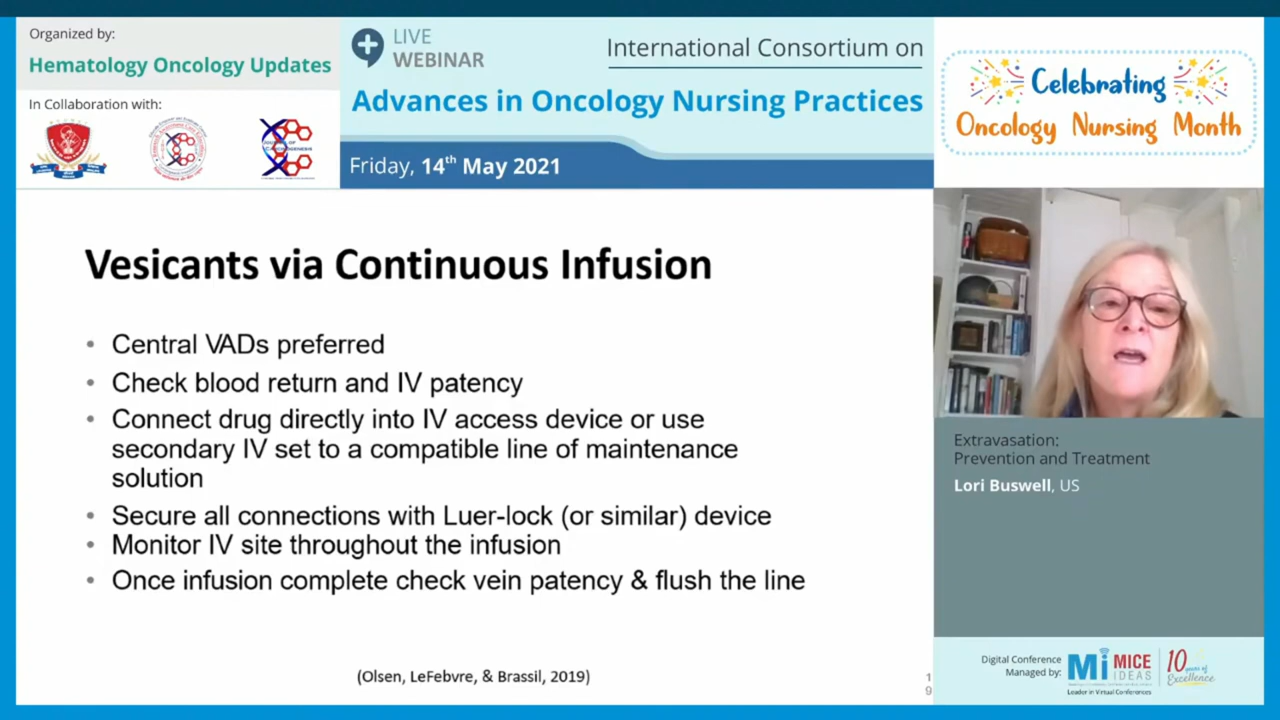 Organized by:
Hematology Oncology Updates
In Collaboration with:
LIVE
WEBINAR
International Consortium on
Advances in Oncology Nursing Practices
Friday, 14th May 2021
Celebrating
Oncology Nursing Month
Vesicants via Continuous Infusion
• Central VADs preferred
• Check blood return and IV patency
• Connect drug directly into IV access device or use
secondary IV set to a compatible line of maintenance
solution
• Secure all connections with Luer-lock (or similar) device
• Monitor IV site throughout the infusion
• Once infusion complete check vein patency & flush the line
(Olsen, LeFebvre, & Brassil, 2019)
19
Extravasation:
Prevention and Treatment
Lori Buswell, US
Digital Conference
Managed by:
Mi MICE
IDEAS
Leader in Virtual Conferences
10 years of
Excellence